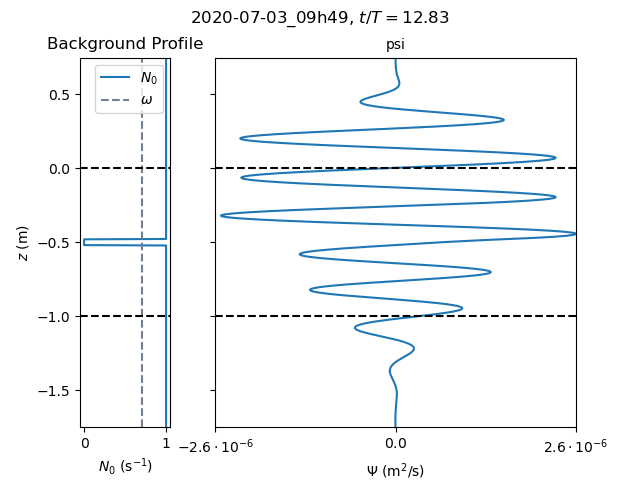 2020-07-03_09h49, t/T = 12.83
Background Profile
psi
N₀
ω
0.5
0.0
−0.5
−1.0
−1.5
z (m)
0
1
N₀ (s⁻¹)
−2.6 · 10⁻⁶
0.0
2.6 · 10⁻⁶
Ψ (m²/s)